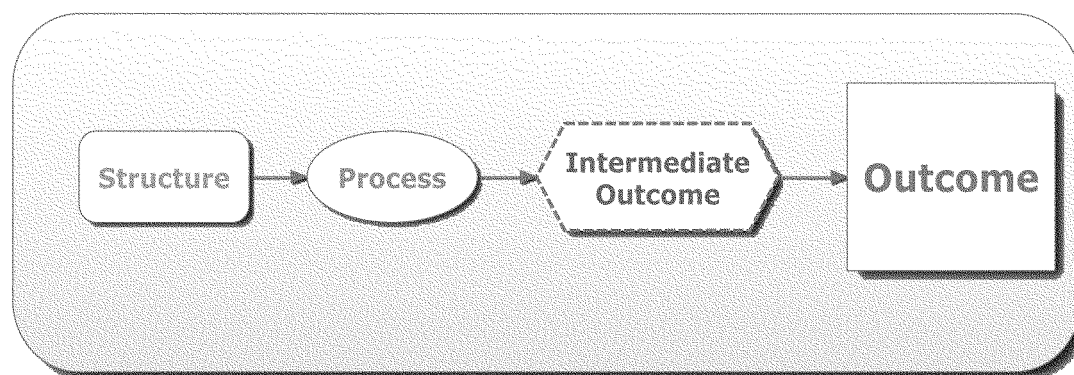 Structure
Process
Intermediate
Outcome
Outcome